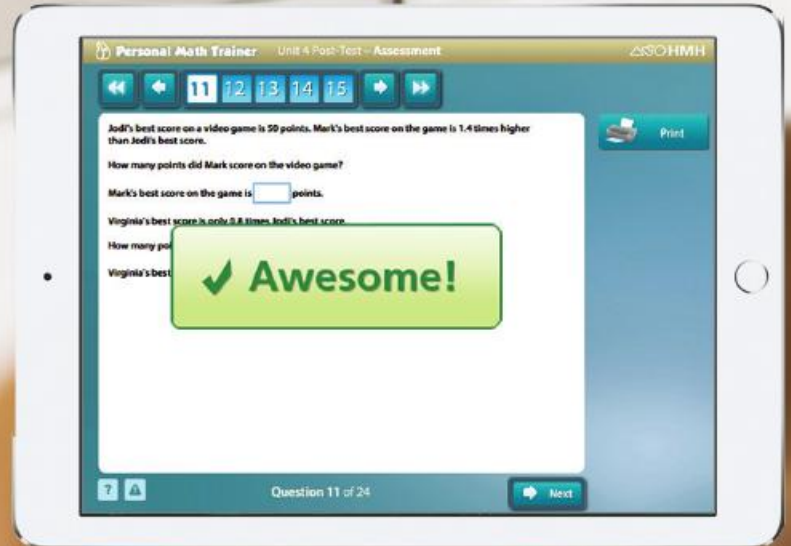 Personal Math Trainer Unit 4 Post-Test - Assessment HMH
11 12 13 14 15
Jodi's best score on a video game is 50 points. Mark's best score on the game is 1.4 times higher
than Jodi's best score.
Print
How many points did Mark score on the video game?
Mark's best score on the game is points.
Virginia's best score is only 0.8 times Jodi's best score
How many
Virginia's best
✓ Awesome!
? Question 11 of 24 Next